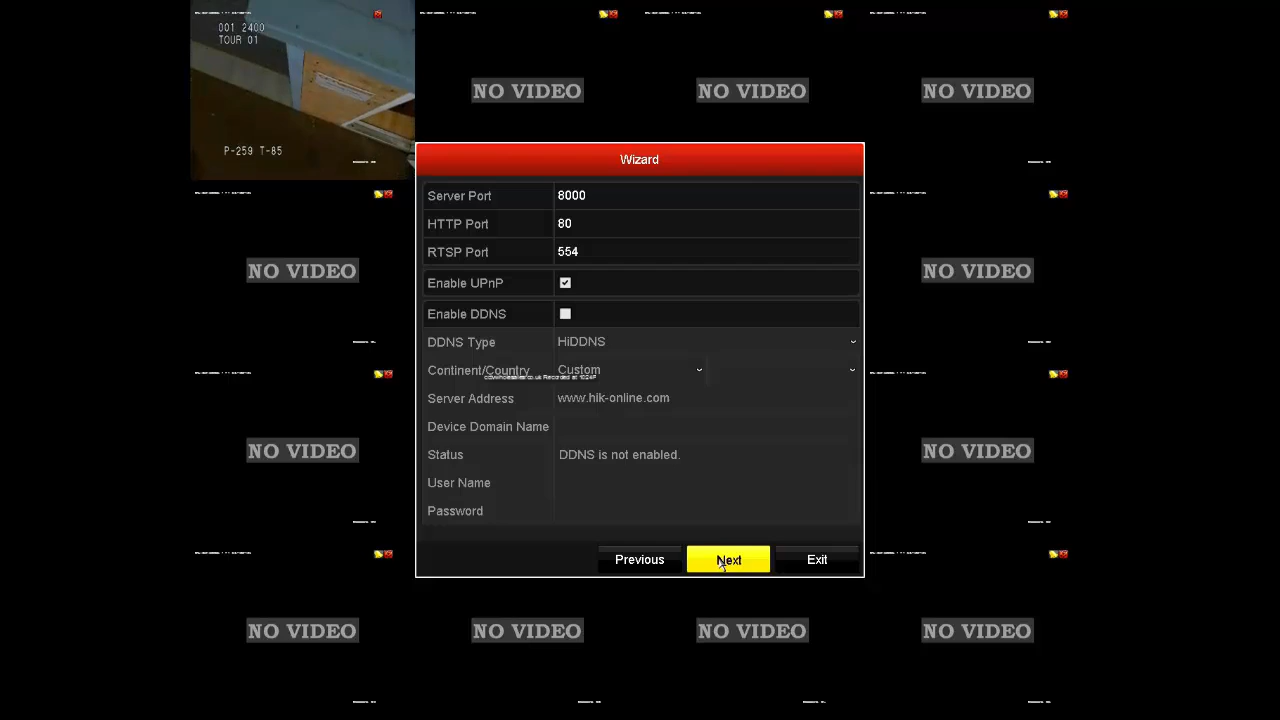 001 2400
TOUR 01
P-259 T-85
NO VIDEO
NO VIDEO
NO VIDEO
Wizard
Server Port 8000
HTTP Port 80
RTSP Port 554
Enable UPnP
Enable DDNS
DDNS Type HiDDNS
Continent/Country Custom
Server Address www.hik-online.com
Device Domain Name
Status DDNS is not enabled.
User Name
Password
Previous Next Exit
NO VIDEO
NO VIDEO
NO VIDEO
NO VIDEO
NO VIDEO
NO VIDEO
NO VIDEO
NO VIDEO